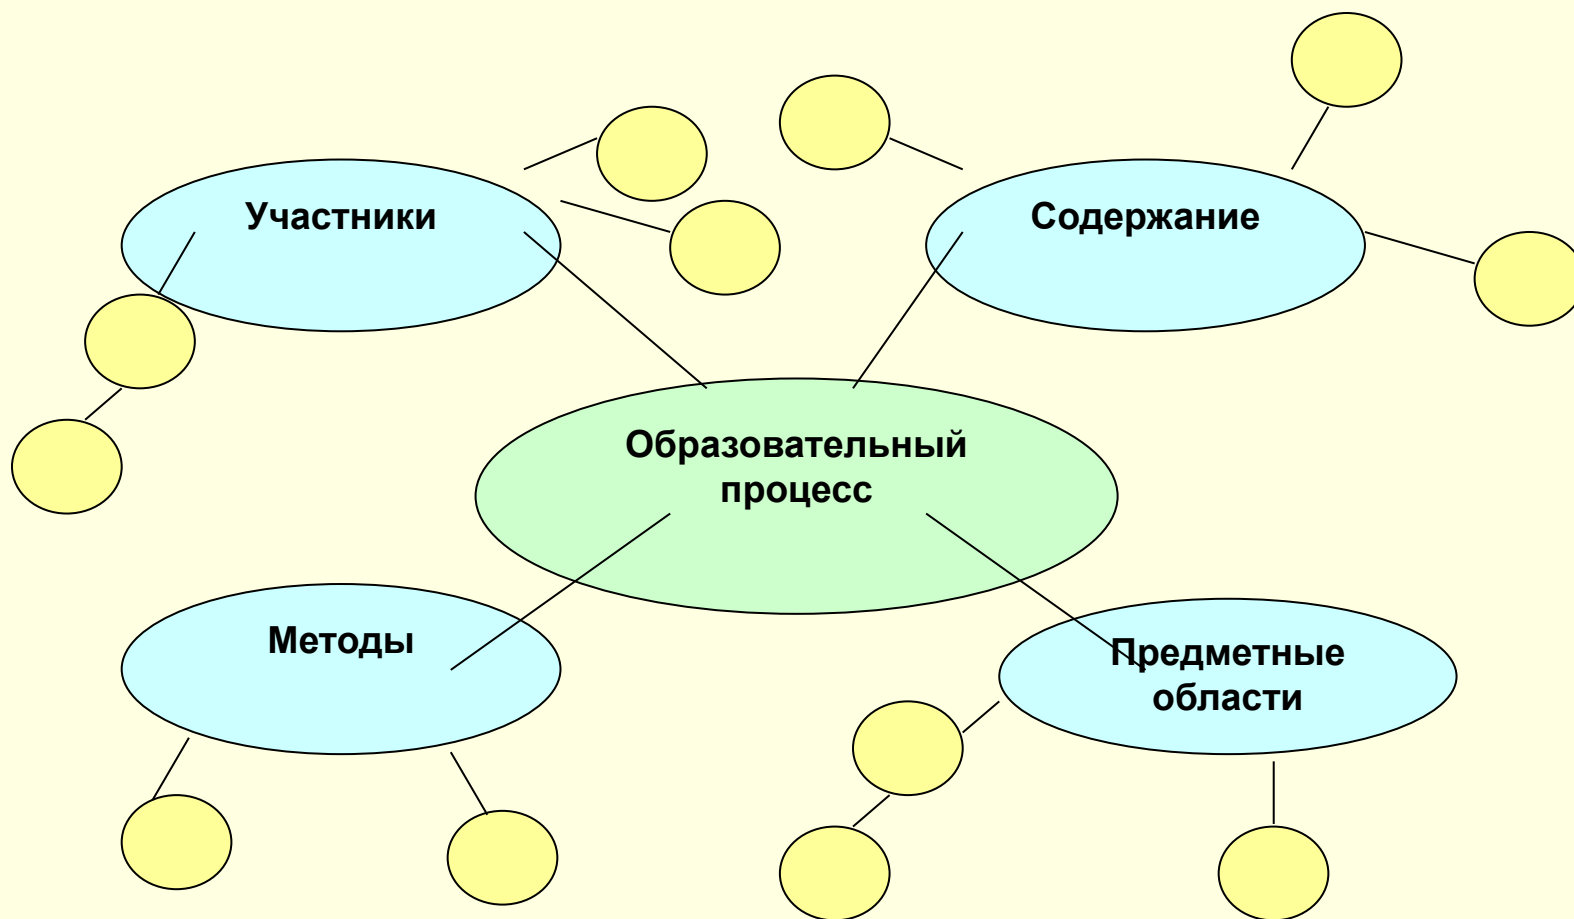 Участники
Содержание
Образовательный
процесс
Методы
Предметные
области